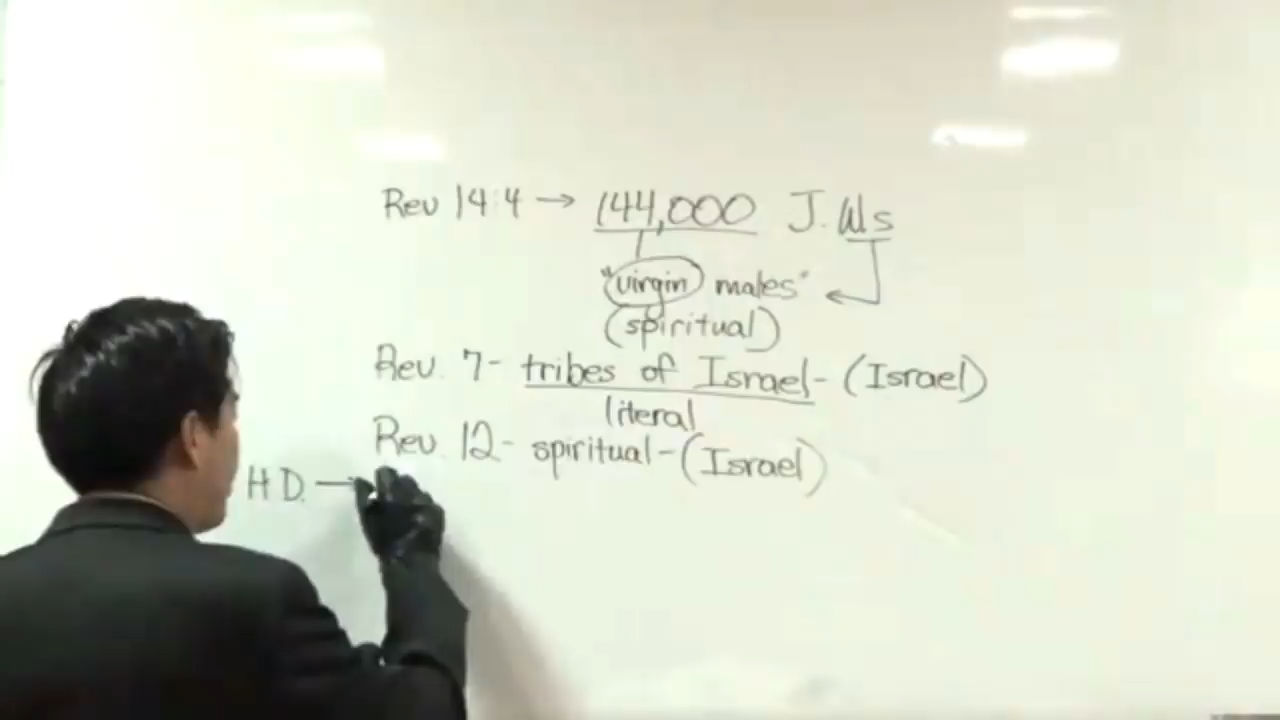 Rev 14:4 → 144,000 J.Ws
"virgin males"
(spiritual)
Rev. 7- tribes of Israel- (Israel)
literal
Rev. 12- spiritual-(Israel)
H D. —